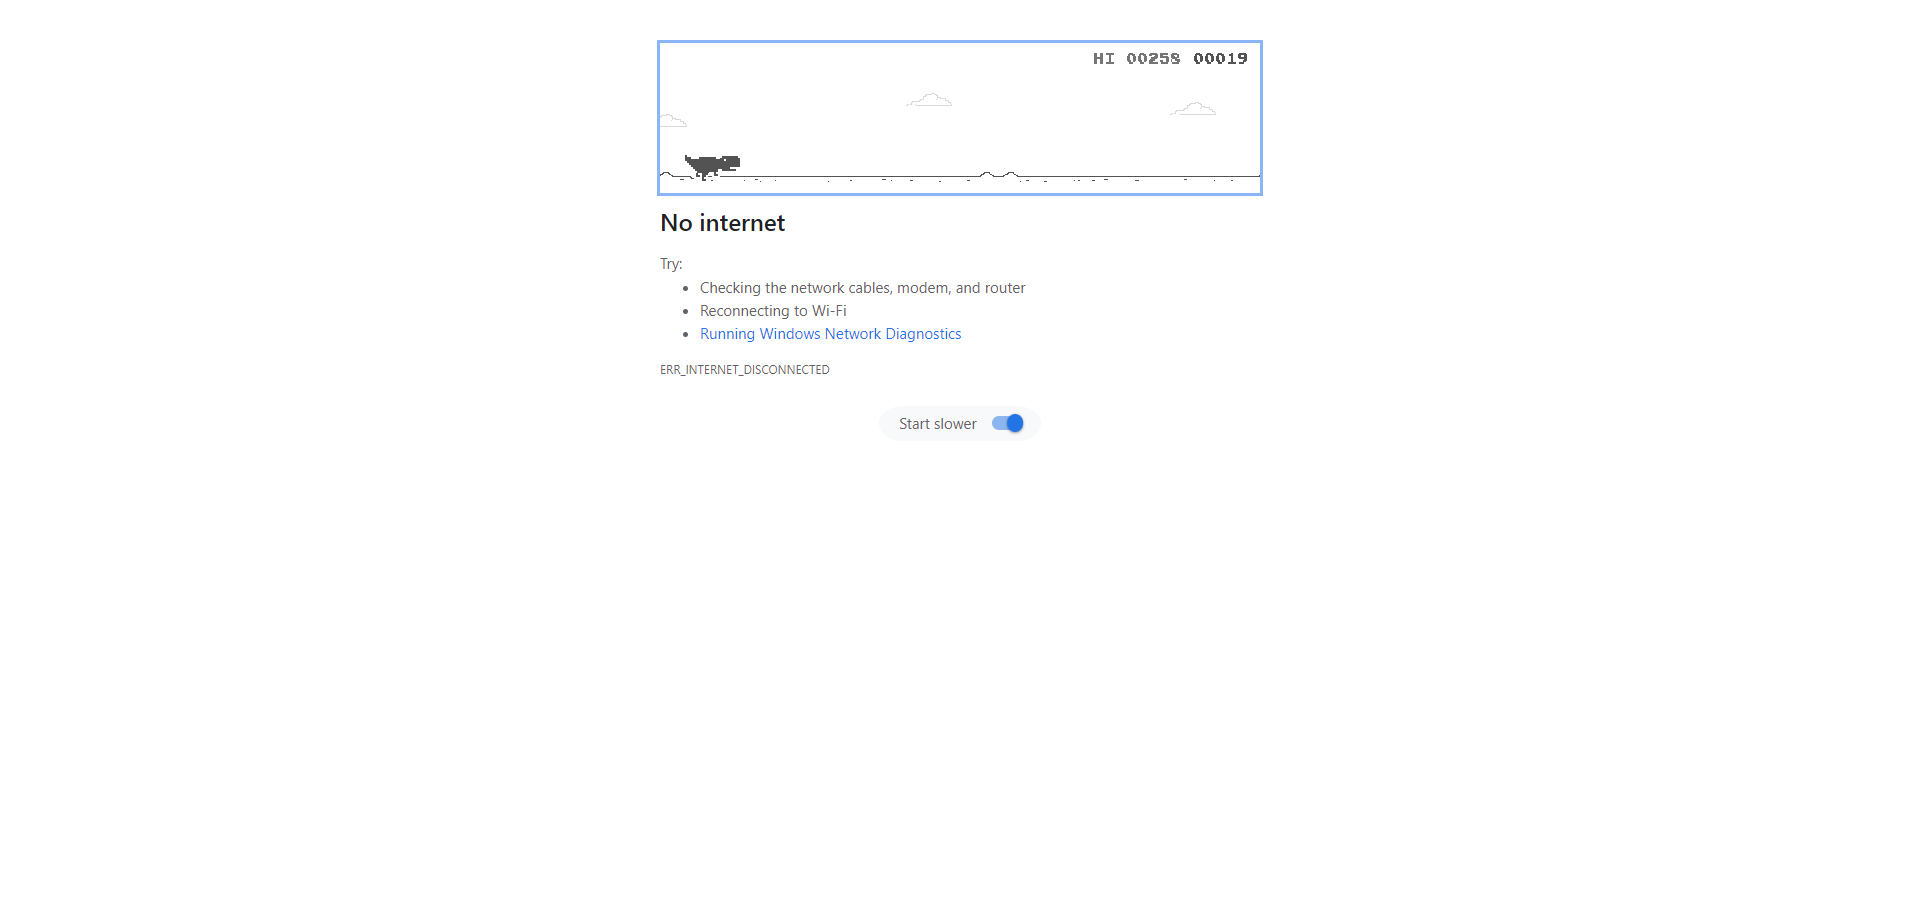 HI 00258 00019
No internet
Try:
Checking the network cables, modem, and router
Reconnecting to Wi-Fi
Running Windows Network Diagnostics
ERR_INTERNET_DISCONNECTED
Start slower